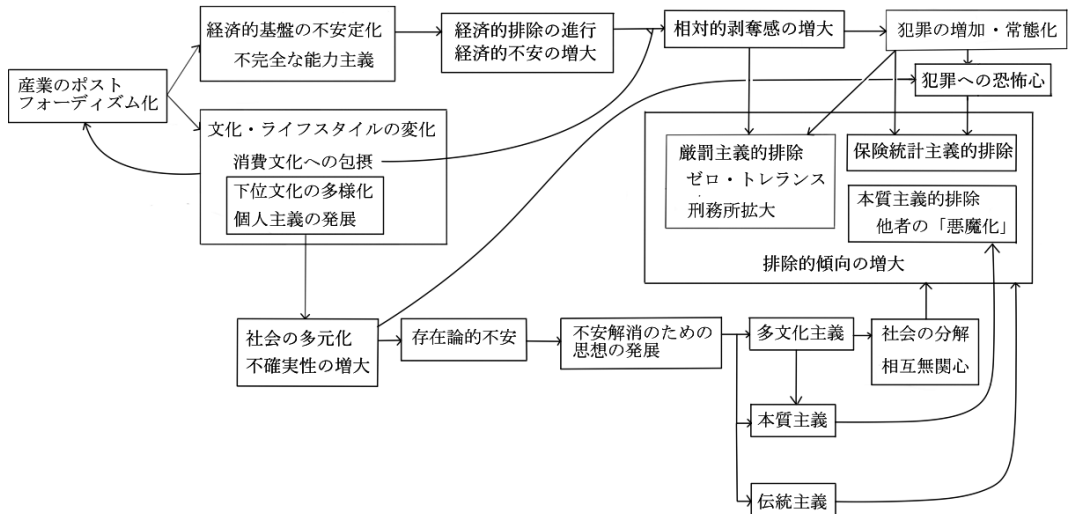 産業のポスト
フォーディズム化
経済的基盤の不安定化
不完全な能力主義
文化・ライフスタイルの変化
消費文化への包摂
下位文化の多様化
個人主義の発展
経済的排除の進行
経済的不安の増大
相対的剥奪感の増大
犯罪の増加・常態化
犯罪への恐怖心
厳罰主義的排除
ゼロ・トレランス
刑務所拡大
保険統計主義的排除
本質主義的排除
他者の「悪魔化」
排除的傾向の増大
社会の多元化
不確実性の増大
存在論的不安
不安解消のための
思想の発展
多文化主義
社会の分解
相互無関心
本質主義
伝統主義